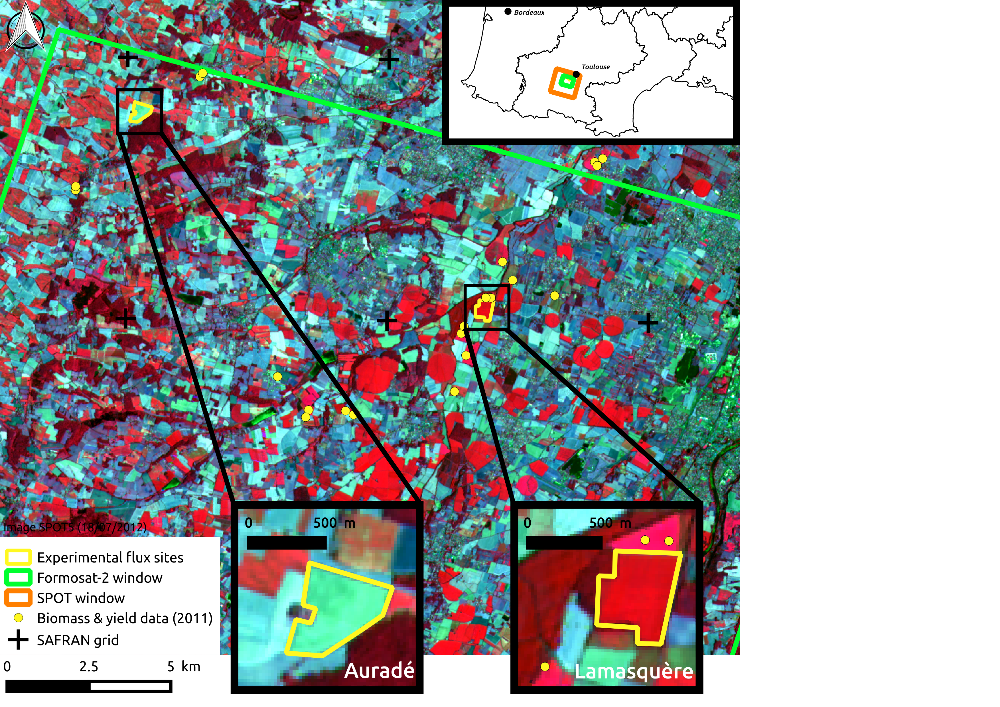 Bordeaux
Toulouse
Image SPOT5 (18/07/2012)
Experimental flux sites
Formosat-2 window
SPOT window
Biomass & yield data (2011)
SAFRAN grid
0 2.5 5 km
0 500 m
Auradé
0 500 m
Lamasquère